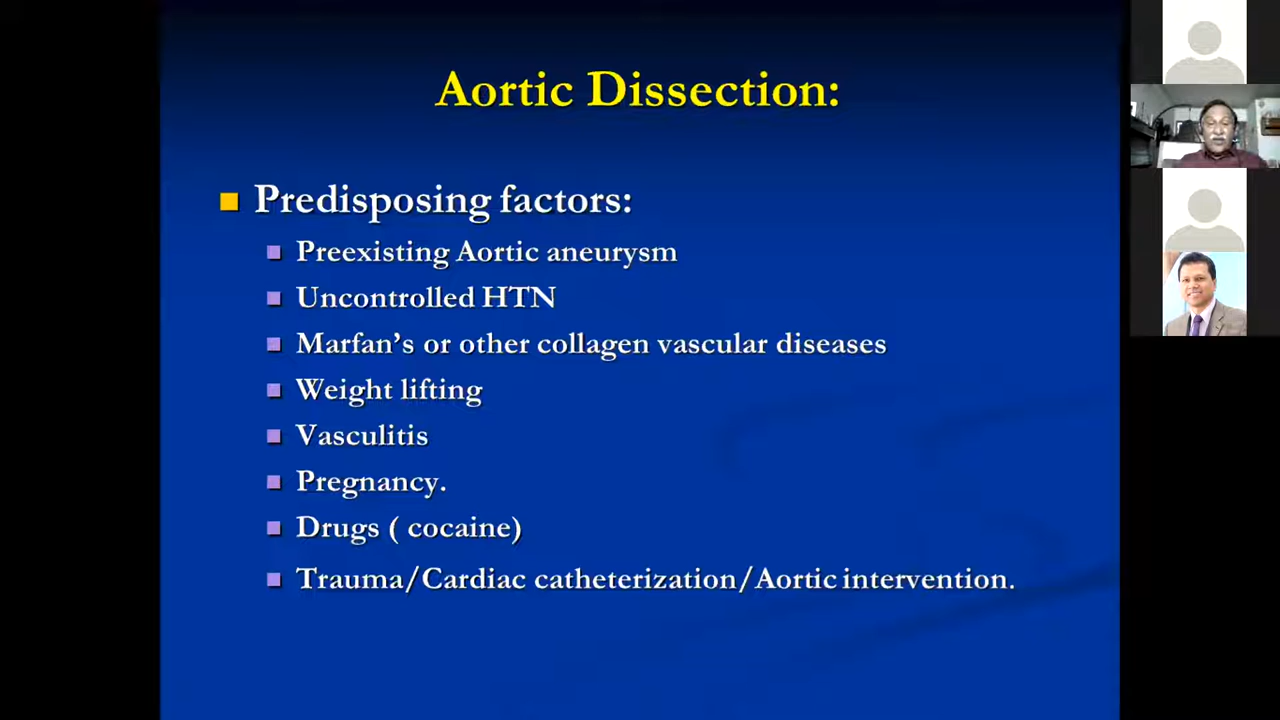 Aortic Dissection:
Predisposing factors:
Preexisting Aortic aneurysm
Uncontrolled HTN
Marfan’s or other collagen vascular diseases
Weight lifting
Vasculitis
Pregnancy.
Drugs ( cocaine)
Trauma/Cardiac catheterization/Aortic intervention.